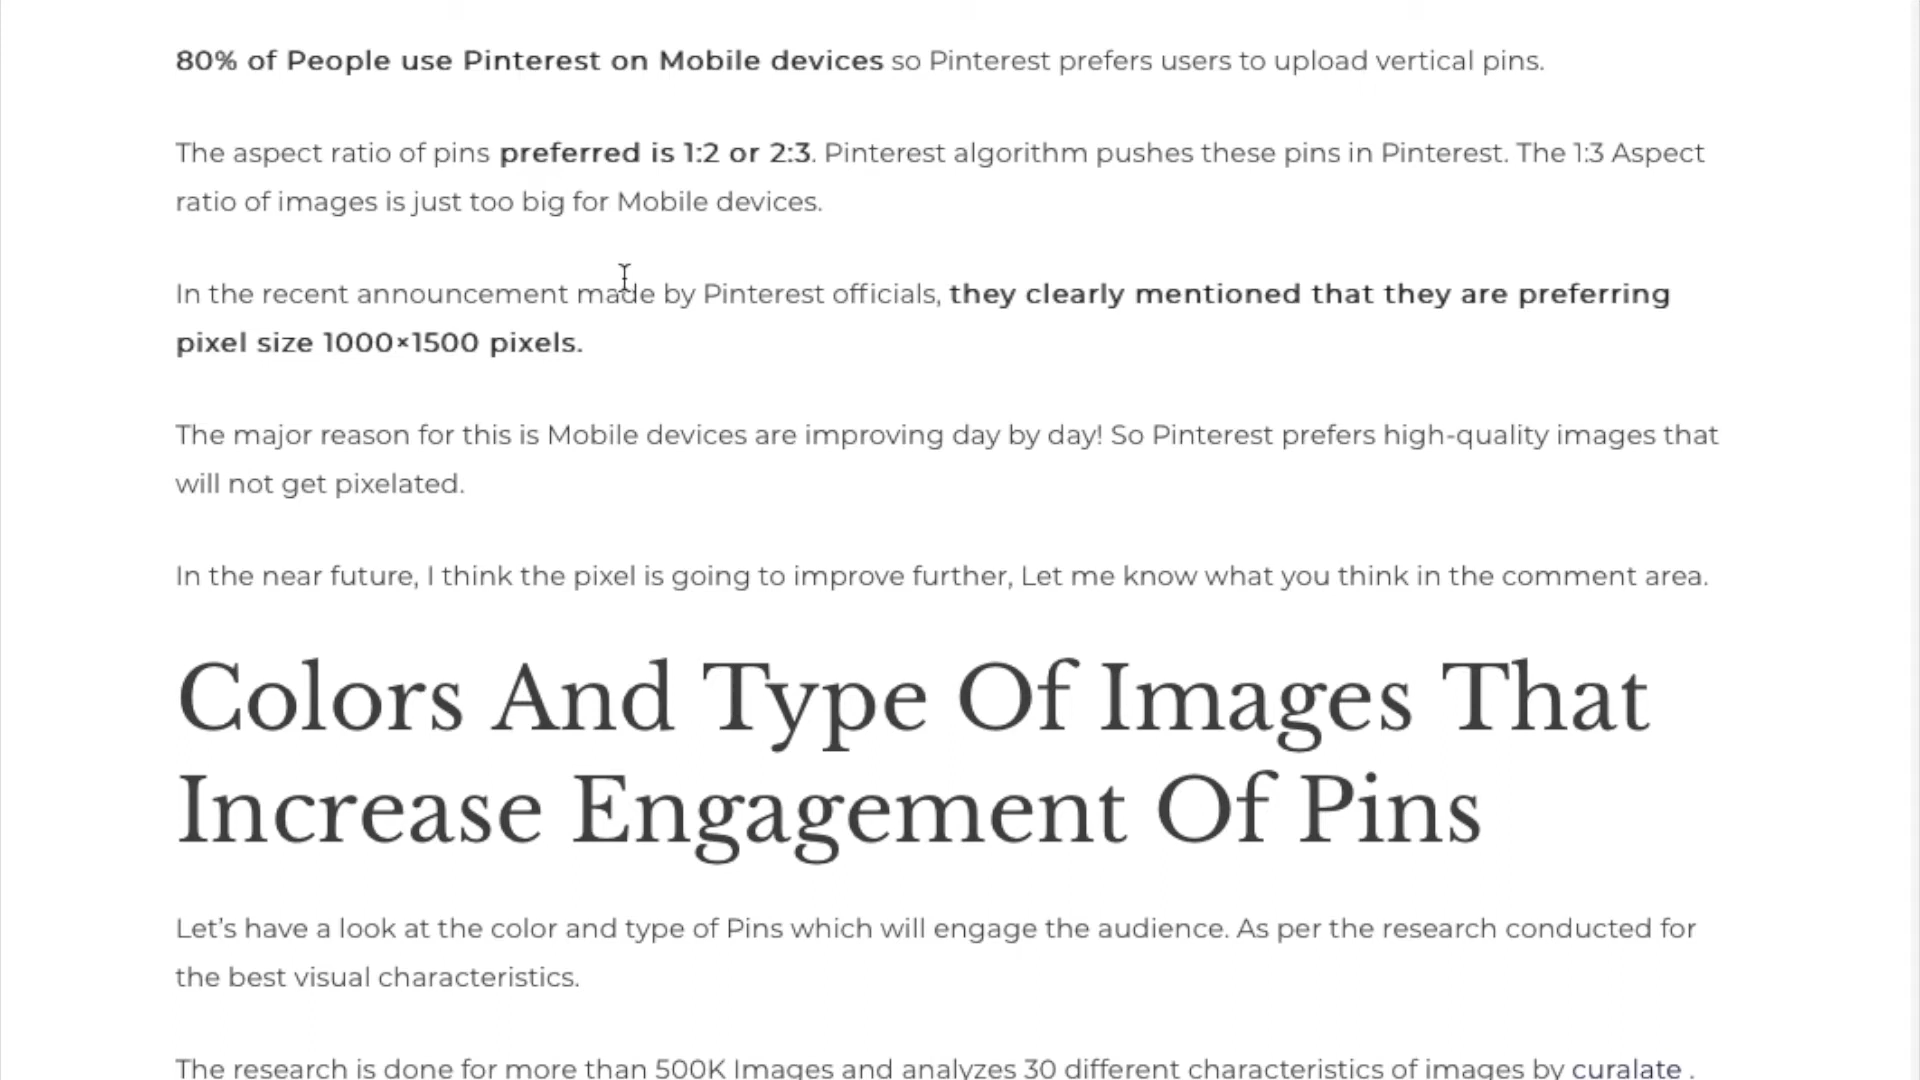 80% of People use Pinterest on Mobile devices so Pinterest prefers users to upload vertical pins.
The aspect ratio of pins preferred is 1:2 or 2:3. Pinterest algorithm pushes these pins in Pinterest. The 1:3 Aspect
ratio of images is just too big for Mobile devices.
In the recent announcement made by Pinterest officials, they clearly mentioned that they are preferring
pixel size 1000×1500 pixels.
The major reason for this is Mobile devices are improving day by day! So Pinterest prefers high-quality images that
will not get pixelated.
In the near future, I think the pixel is going to improve further, Let me know what you think in the comment area.
Colors And Type Of Images That
Increase Engagement Of Pins
Let’s have a look at the color and type of Pins which will engage the audience. As per the research conducted for
the best visual characteristics.
The research is done for more than 500K Images and analyzes 30 different characteristics of images by curalate .